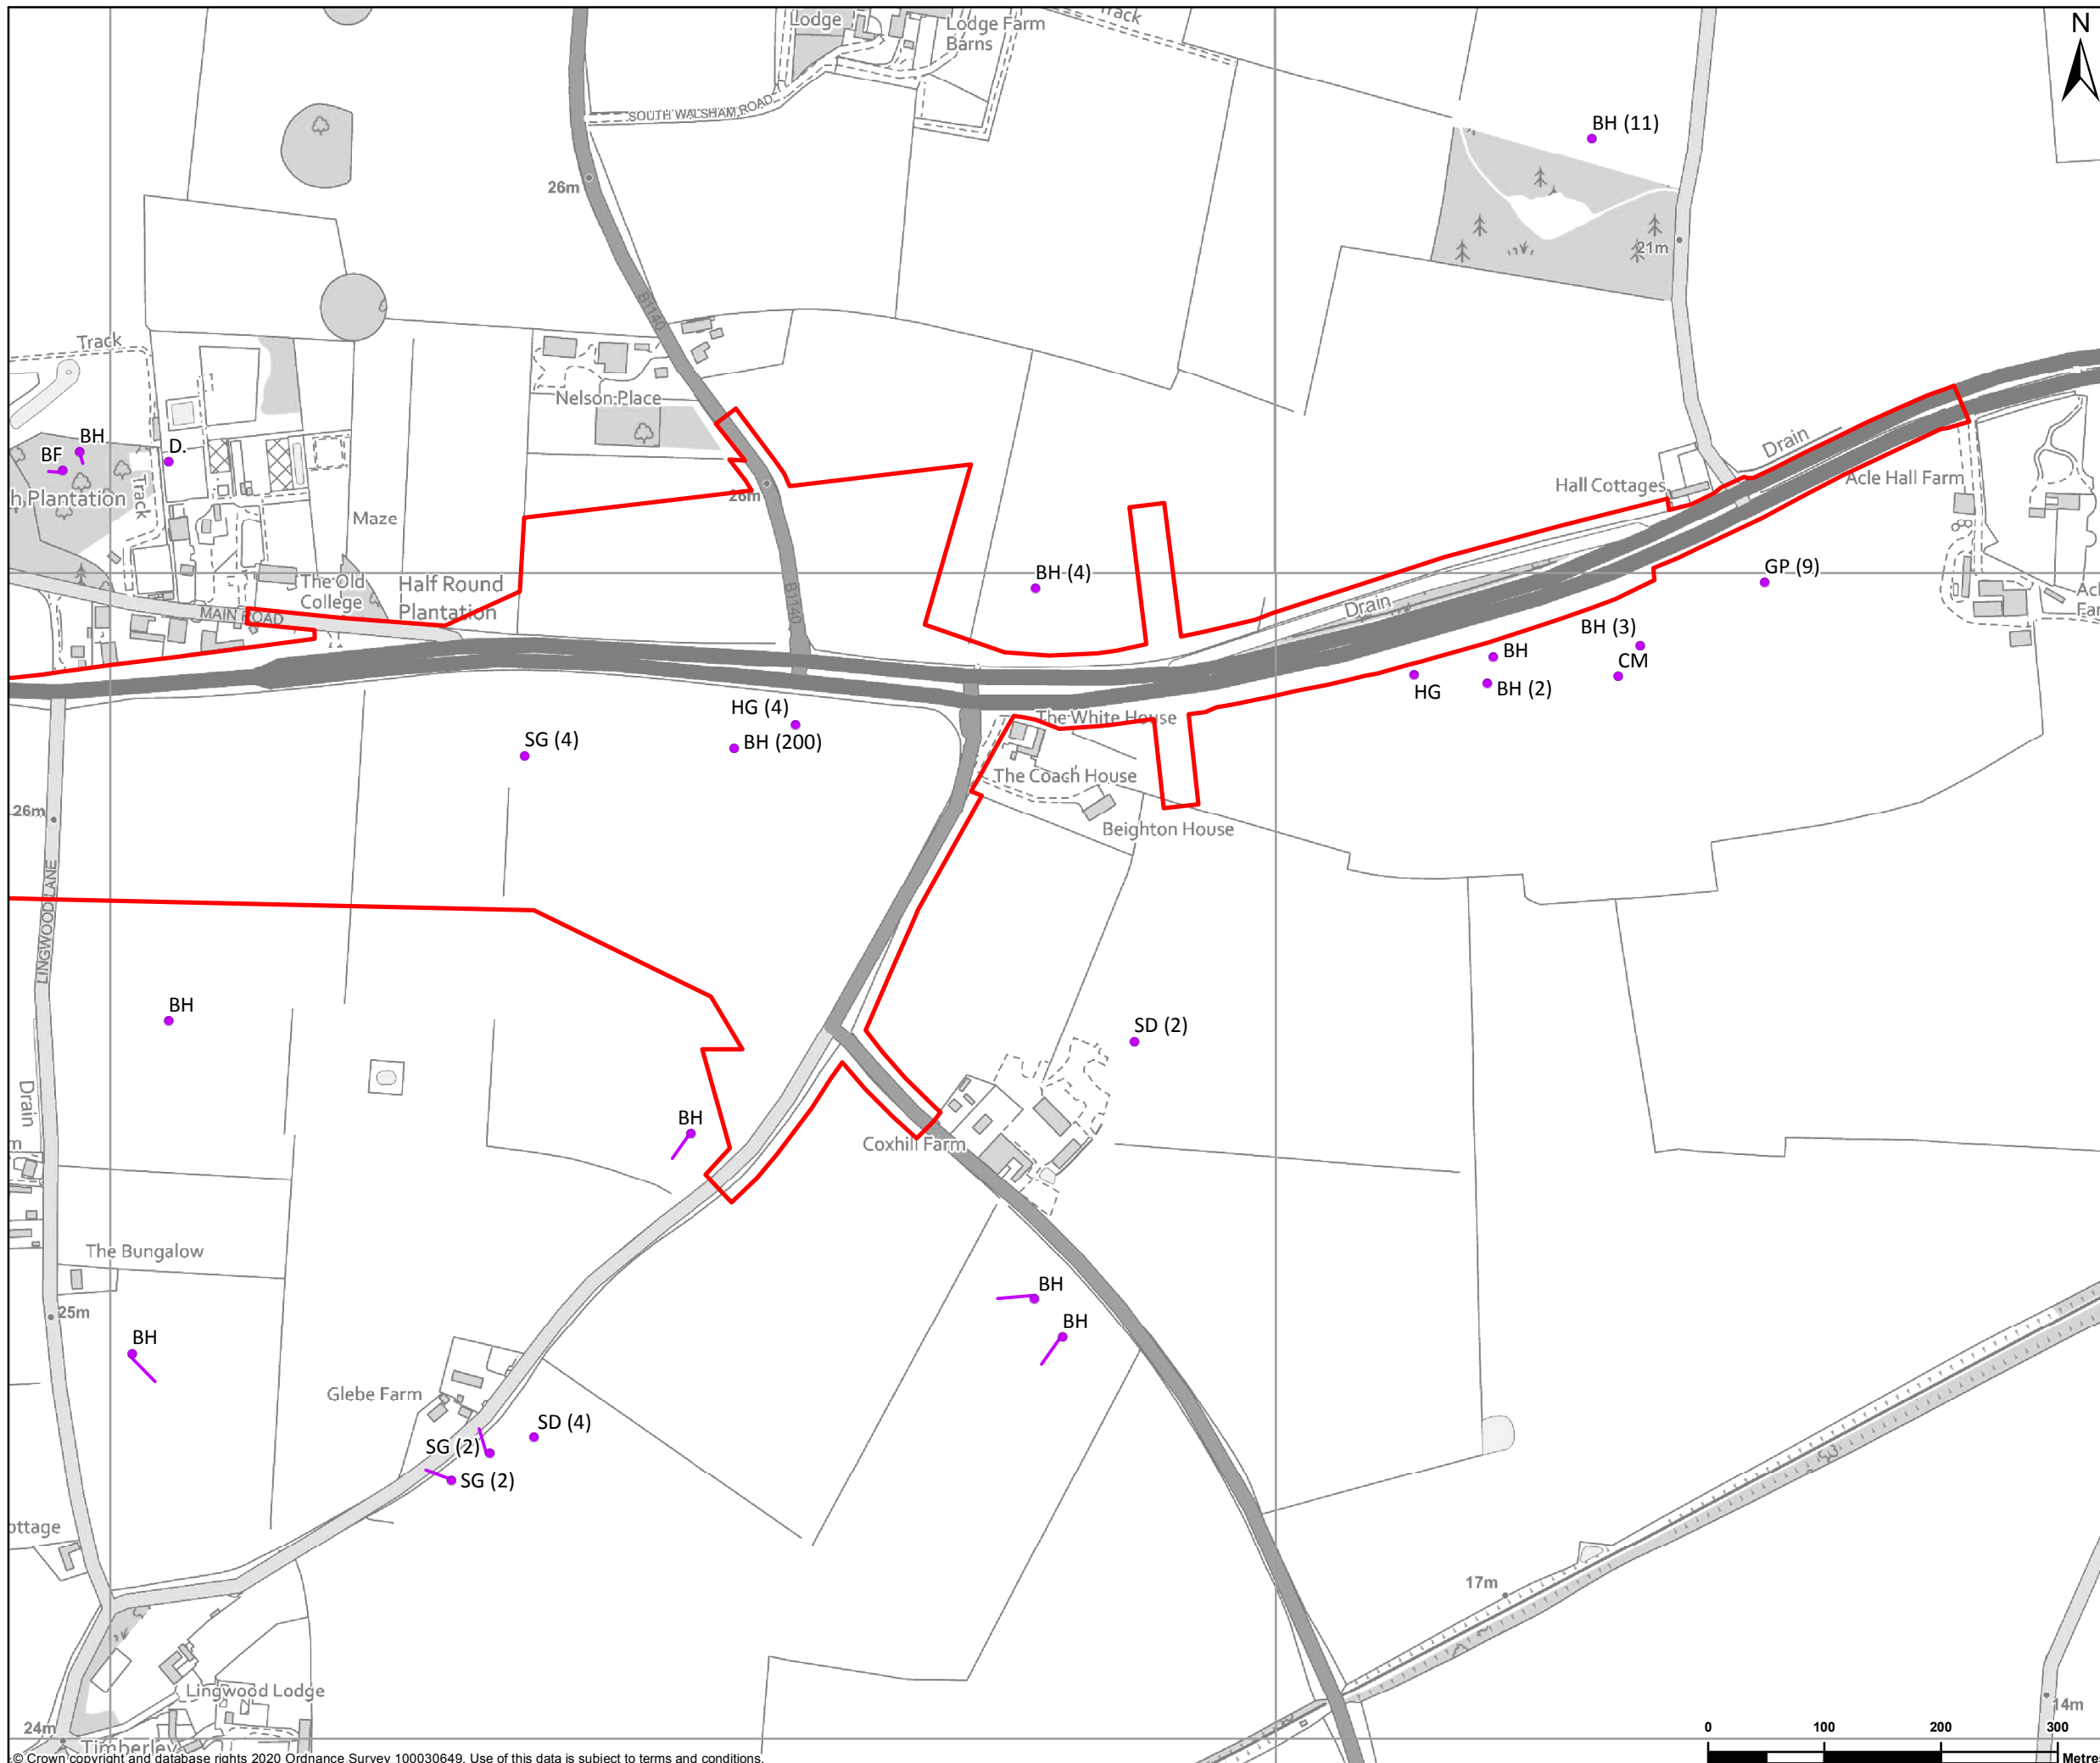 Lodge
Lodge Farm
Barns
Track
N
SOUTH WALSHAM ROAD
BH (11)
26m
21m
B1140
Track
Nelson Place
BH
BF
D.
h Plantation
Track
Maze
26m
Hall Cottages
Drain
Acle Hall Farm
The Old
College
Half Round
Plantation
MAIN ROAD
B1140
BH (4)
Drain
GP (9)
Acl
Far
BH (3)
BH
CM
HG
BH (2)
HG (4)
BH (200)
SG (4)
The White House
The Coach House
Beighton House
26m
LINGWOOD LANE
BH
SD (2)
Drain
m
BH
Coxhill Farm
The Bungalow
25m
BH
BH
BH
Glebe Farm
SD (4)
SG (2)
SG (2)
ottage
17m
Lingwood Lodge
24m
Timberley
14m
0 100 200 300
Metre
© Crown copyright and database rights 2020 Ordnance Survey 100030649. Use of this data is subject to terms and conditions.